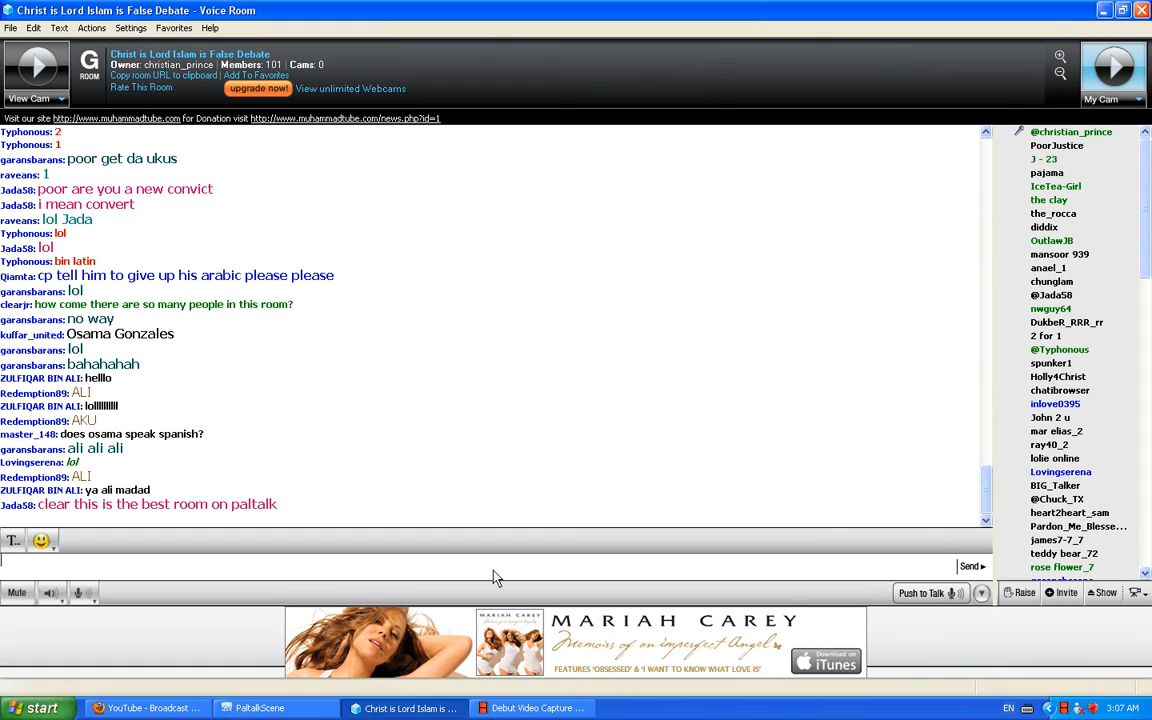 Christ is Lord Islam is False Debate - Voice Room
File Edit Text Actions Settings Favorites Help
View Cam
G
ROOM
Christ is Lord Islam is False Debate
Owner: christian_prince | Members: 101 | Cams: 0
Copy room URL to clipboard | Add To Favorites
Rate This Room
upgrade now! View unlimited Webcams
My Cam
Visit our site http://www.muhammadtube.com for Donation visit http://www.muhammadtube.com/news.php?id=1
Typhonous: 2
Typhonous: 1
garansbarans: poor get da ukus
raveans: 1
Jada58: poor are you a new convict
Jada58: i mean convert
raveans: lol Jada
Typhonous: lol
Jada58: lol
Typhonous: bin latin
Qiamta: cp tell him to give up his arabic please please
garansbarans: lol
clearjr: how come there are so many people in this room?
garansbarans: no way
kuffar_united: Osama Gonzales
garansbarans: lol
garansbarans: bahahahah
ZULFIQAR BIN ALI: helllo
Redemption89: ALI
ZULFIQAR BIN ALI: lollllllllll
Redemption89: AKU
master_148: does osama speak spanish?
garansbarans: ali ali ali
Lovingserena: lol
Redemption89: ALI
ZULFIQAR BIN ALI: ya ali madad
Jada58: clear this is the best room on paltalk
@christian_prince
PoorJustice
J - 23
pajama
IceTea-Girl
the clay
the_rocca
diddix
OutlawJB
mansoor 939
anael_1
chunglam
@Jada58
nwguy64
DukbeR_RRR_rr
2 for 1
@Typhonous
spunker1
Holly4Christ
chatibrowser
inlove0395
John 2 u
mar elias_2
ray40_2
lolie online
Lovingserena
BIG_Talker
@Chuck_TX
heart2heart_sam
Pardon_Me_Blesse...
james7-7_7
teddy bear_72
rose flower_7
T...
Send
Mute
Push to Talk
Raise Invite Show
MARIAH CAREY
MARIAH CAREY
Memoirs of an imperfect Angel
FEATURES 'OBSESSED' & 'I WANT TO KNOW WHAT LOVE IS'
Download on
iTunes
start
YouTube - Broadcast ...
PaltalkScene
Christ is Lord Islam is ...
Debut Video Capture ...
EN
3:07 AM